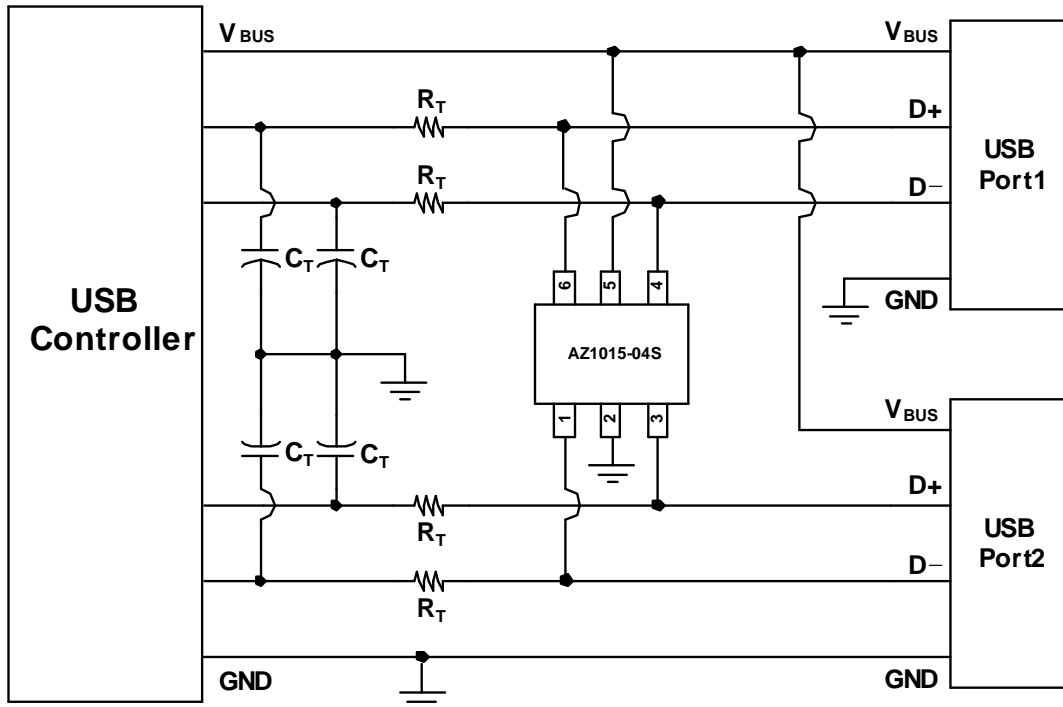 V BUS
V BUS
R T
D+
R T
D−
USB
Port1
C T
C T
6
5
4
USB
Controller
GND
AZ1015-04S
1
2
3
V BUS
C T
C T
D+
R T
USB
Port2
D−
R T
GND
GND